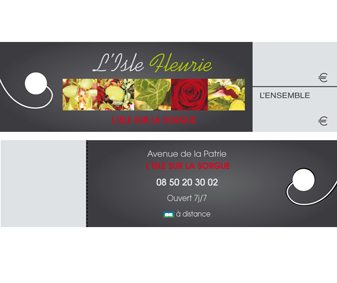 L'Isle Fleurie
L'ISLE SUR LA SORGUE
€
L'ENSEMBLE
€
Avenue de la Patrie
L'ISLE SUR LA SORGUE
08 50 20 30 02
Ouvert 7j/7
à distance